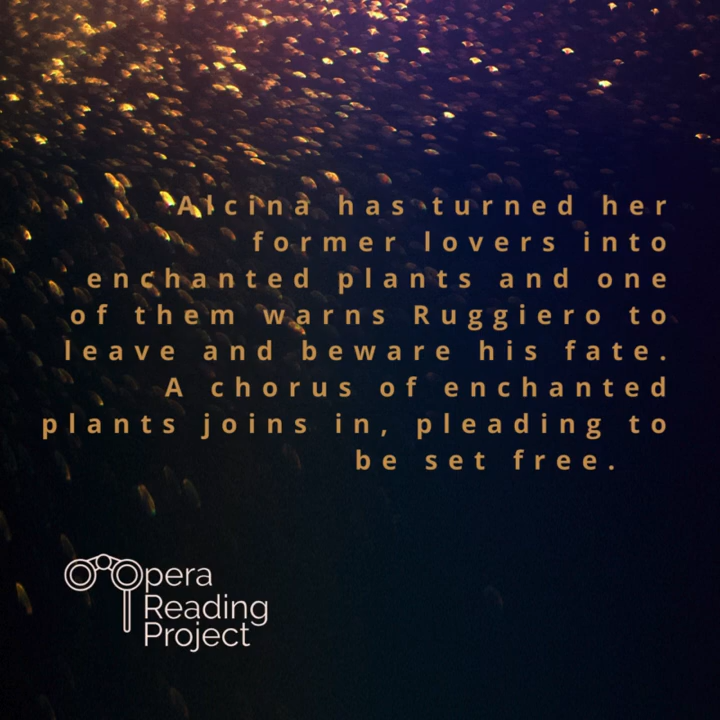 Alcina has turned her
former lovers into
enchanted plants and one
of them warns Ruggiero to
leave and beware his fate.
A chorus of enchanted
plants joins in, pleading to
be set free.
Opera
Reading
Project